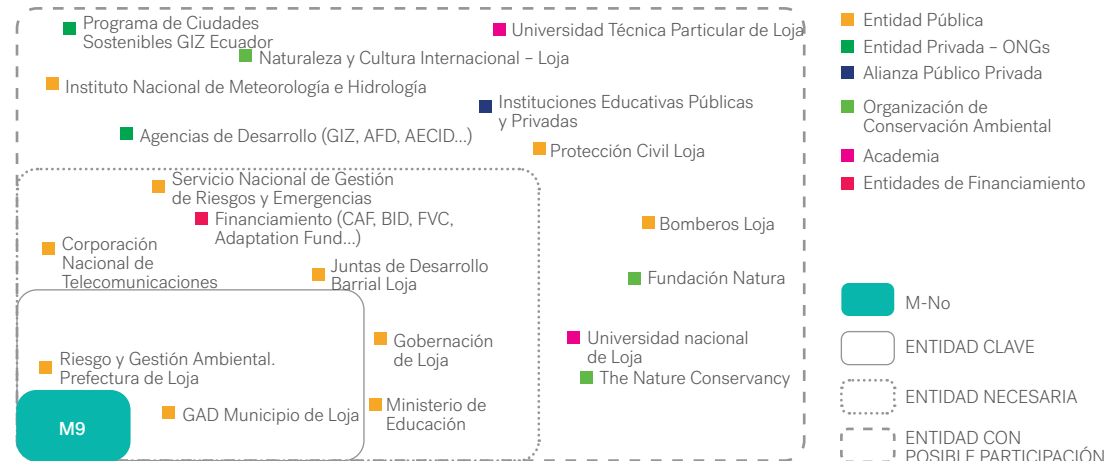 Programa de Ciudades
Sostenibles GIZ Ecuador
Universidad Técnica Particular de Loja
Naturaleza y Cultura Internacional – Loja
Instituto Nacional de Meteorología e Hidrología
Instituciones Educativas Públicas
y Privadas
Agencias de Desarrollo (GIZ, AFD, AECID...)
Protección Civil Loja
Servicio Nacional de Gestión
de Riesgos y Emergencias
Financiamiento (CAF, BID, FVC,
Adaptation Fund...)
Bomberos Loja
Corporación
Nacional de
Telecomunicaciones
Juntas de Desarrollo
Barrial Loja
Fundación Natura
Gobernación
de Loja
Universidad nacional
de Loja
Riesgo y Gestión Ambiental.
Prefectura de Loja
The Nature Conservancy
GAD Municipio de Loja
Ministerio de
Educación
M9
Entidad Pública
Entidad Privada – ONGs
Alianza Público Privada
Organización de
Conservación Ambiental
Academia
Entidades de Financiamiento
M-No
ENTIDAD CLAVE
ENTIDAD NECESARIA
ENTIDAD CON
POSIBLE PARTICIPACIÓN